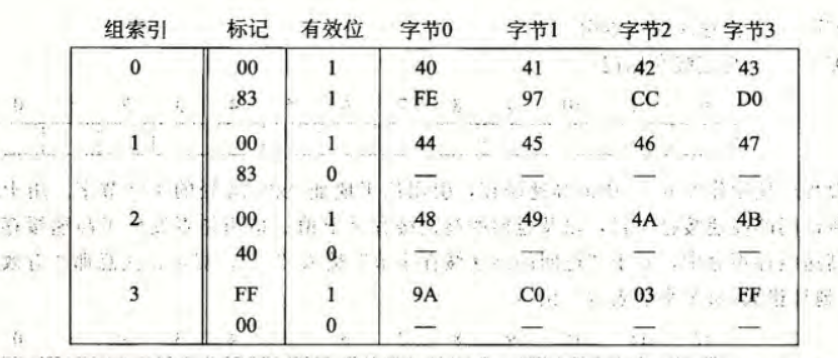 组索引 标记 有效位 字节0 字节1 字节2 字节3
0 00 1 40 41 42 43
83 1 FE 97 CC D0
1 00 1 44 45 46 47
83 0 — — — —
2 00 1 48 49 4A 4B
40 0 — — — —
3 FF 1 9A C0 03 FF
00 0 — — — —